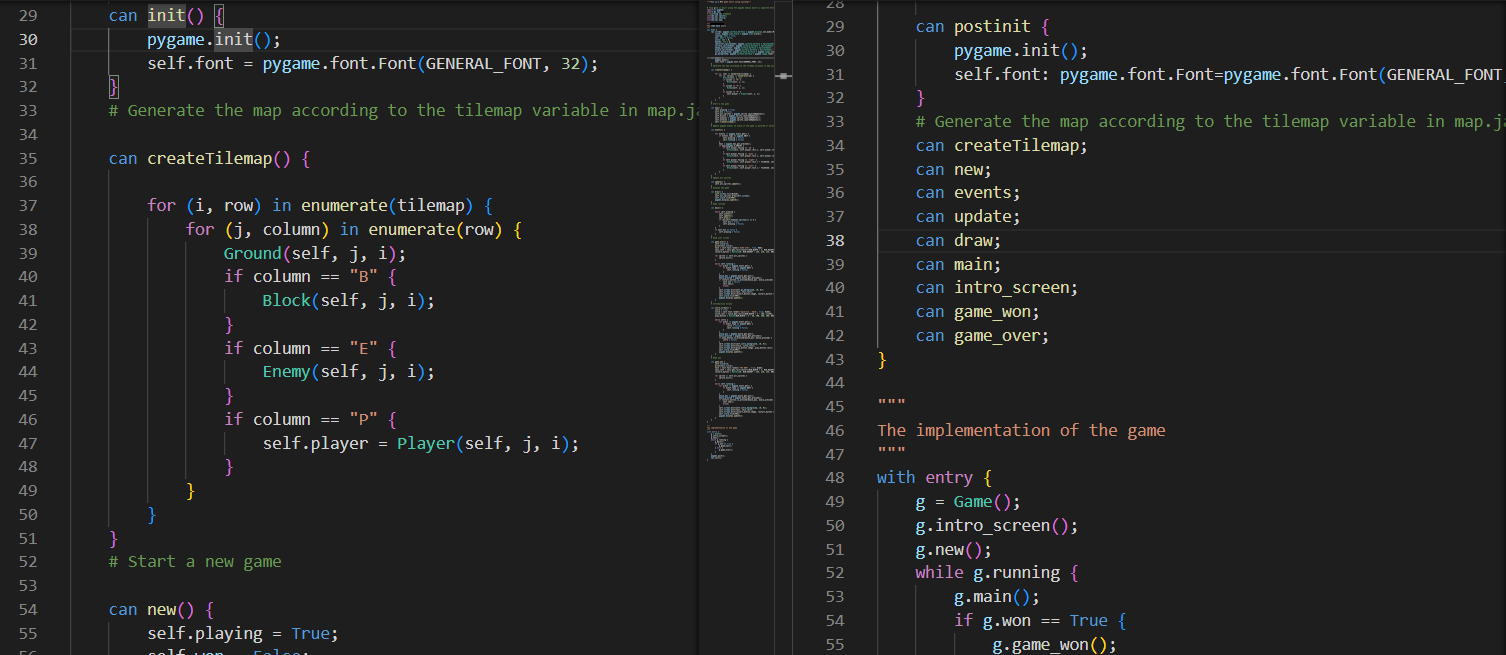 29 can init() {
30 pygame.init();
31 self.font = pygame.font.Font(GENERAL_FONT, 32);
32 }
33 # Generate the map according to the tilemap variable in map.ja
34
35 can createTilemap() {
36
37 for (i, row) in enumerate(tilemap) {
38 for (j, column) in enumerate(row) {
39 Ground(self, j, i);
40 if column == "B" {
41 Block(self, j, i);
42 }
43 if column == "E" {
44 Enemy(self, j, i);
45 }
46 if column == "P" {
47 self.player = Player(self, j, i);
48 }
49 }
50 }
51 }
52 # Start a new game
53
54 can new() {
55 self.playing = True;
56 self.won = False;
28
29 can postinit {
30 pygame.init();
31 self.font: pygame.font.Font=pygame.font.Font(GENERAL_FONT,
32 }
33 # Generate the map according to the tilemap variable in map.ja
34 can createTilemap;
35 can new;
36 can events;
37 can update;
38 can draw;
39 can main;
40 can intro_screen;
41 can game_won;
42 can game_over;
43 }
44
45 """
46 The implementation of the game
47 """
48 with entry {
49 g = Game();
50 g.intro_screen();
51 g.new();
52 while g.running {
53 g.main();
54 if g.won == True {
55 g.game_won();